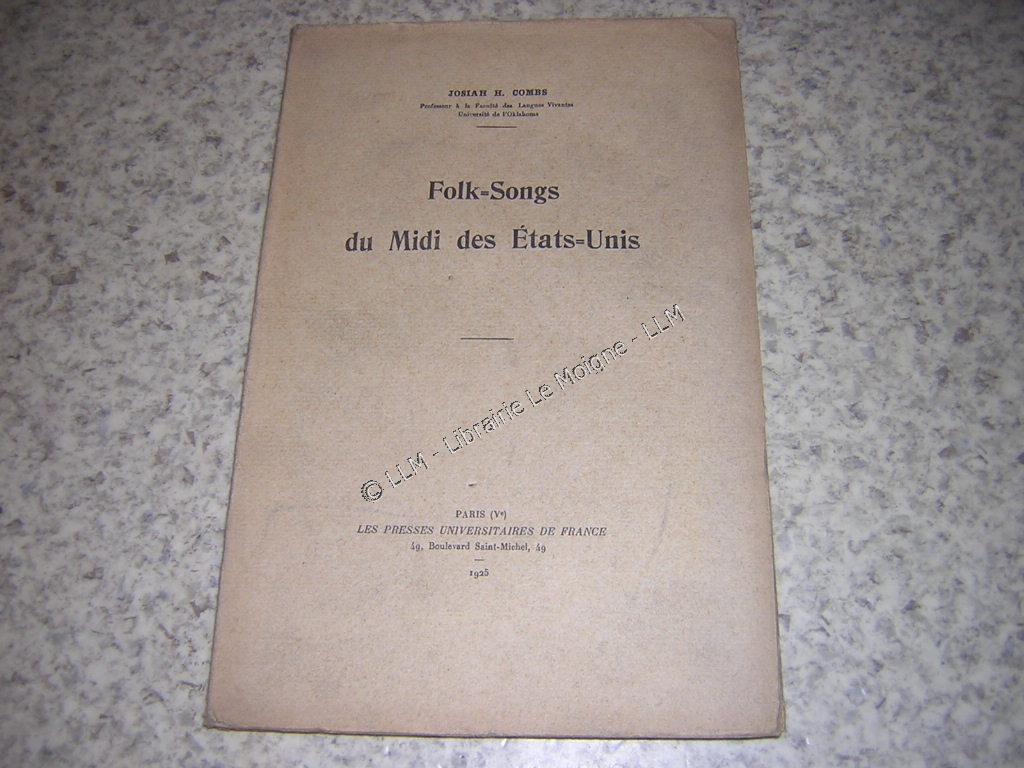 JOSIAH H. COMBS
Professeur à la Faculté des Langues Vivantes
Université de l'Oklahoma
Folk-Songs
du Midi des États-Unis
© LLM - Librairie Le Moigne - LLM
PARIS (Vᵉ)
LES PRESSES UNIVERSITAIRES DE FRANCE
49, Boulevard Saint-Michel, 49
1925